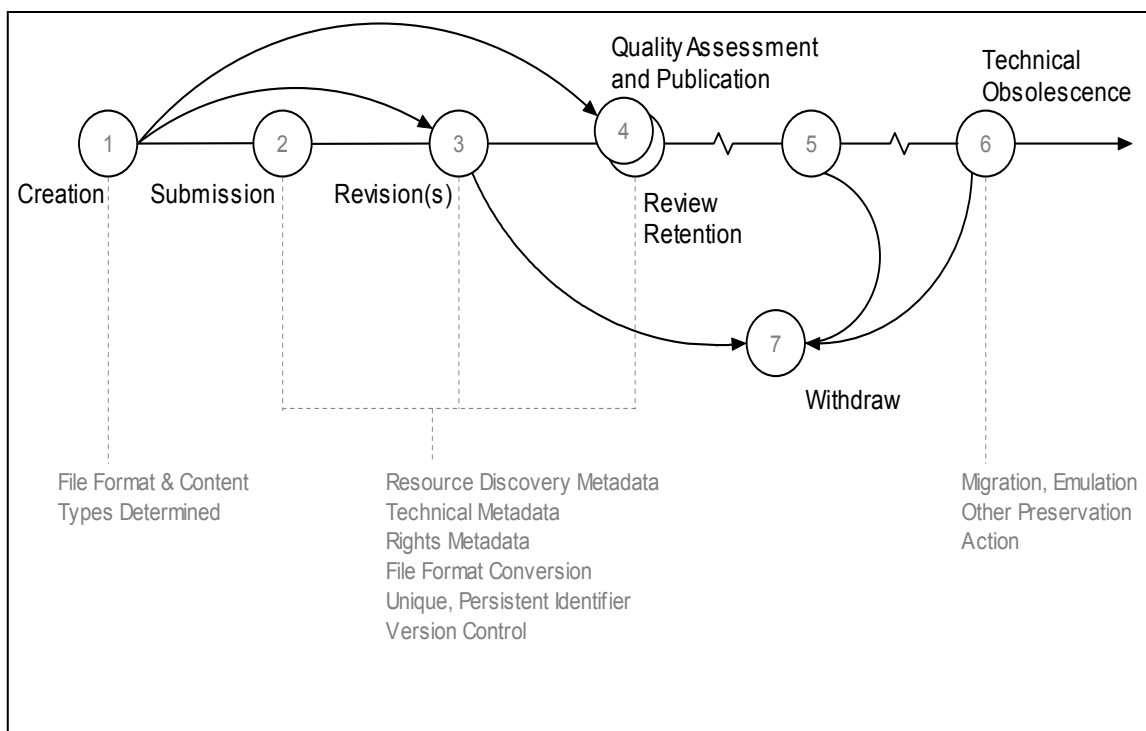 Quality Assessment
and Publication
Technical
Obsolescence
1
2
3
4
5
6
Creation
Submission
Revision(s)
Review
Retention
7
Withdraw
File Format & Content
Types Determined
Resource Discovery Metadata
Technical Metadata
Rights Metadata
File Format Conversion
Unique, Persistent Identifier
Version Control
Migration, Emulation
Other Preservation
Action